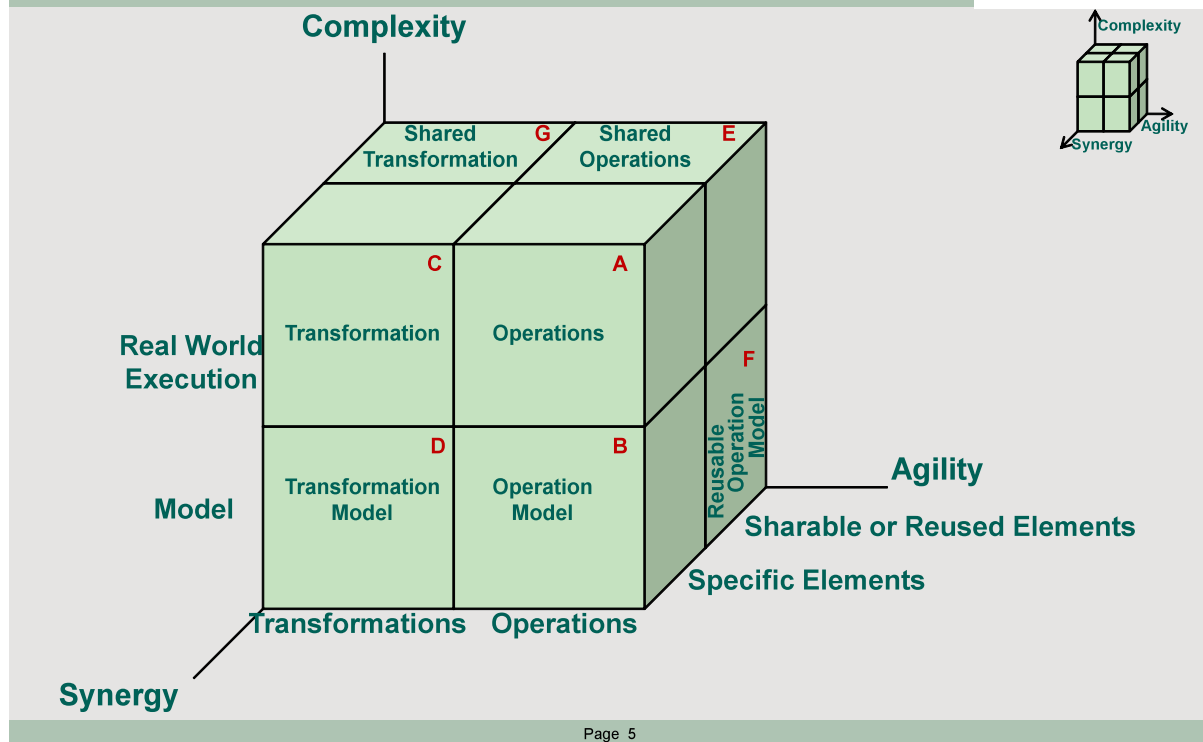 Complexity
Complexity
Agility
Synergy
Shared
Transformation
G
Shared
Operations
E
C
Transformation
A
Operations
Real World
Execution
F
Reusable
Operation
Model
D
Transformation
Model
B
Operation
Model
Model
Agility
Sharable or Reused Elements
Specific Elements
Transformations
Operations
Synergy
Page 5